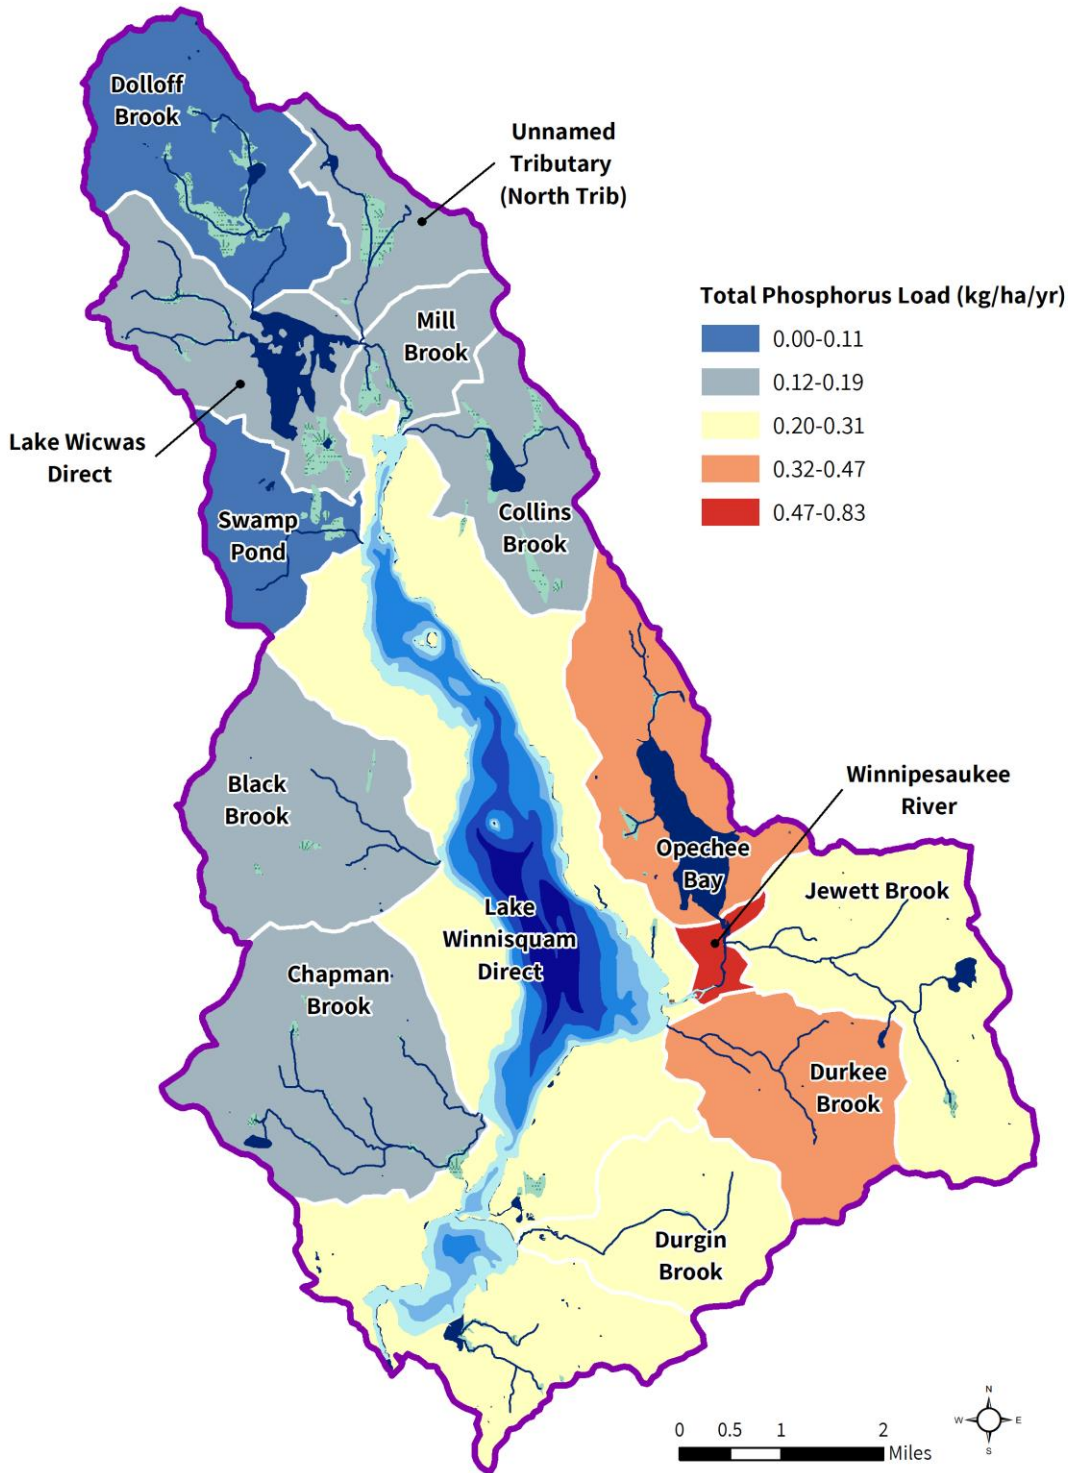 Dolloff
Brook
Unnamed
Tributary
(North Trib)
Mill
Brook
Lake Wicwas
Direct
Swamp
Pond
Collins
Brook
Total Phosphorus Load (kg/ha/yr)
0.00-0.11
0.12-0.19
0.20-0.31
0.32-0.47
0.47-0.83
Black
Brook
Winnipesaukee
River
Opechee
Bay
Jewett Brook
Lake
Winnisquam
Direct
Chapman
Brook
Durkee
Brook
Durgin
Brook
N
W E
S
0 0.5 1 2
Miles